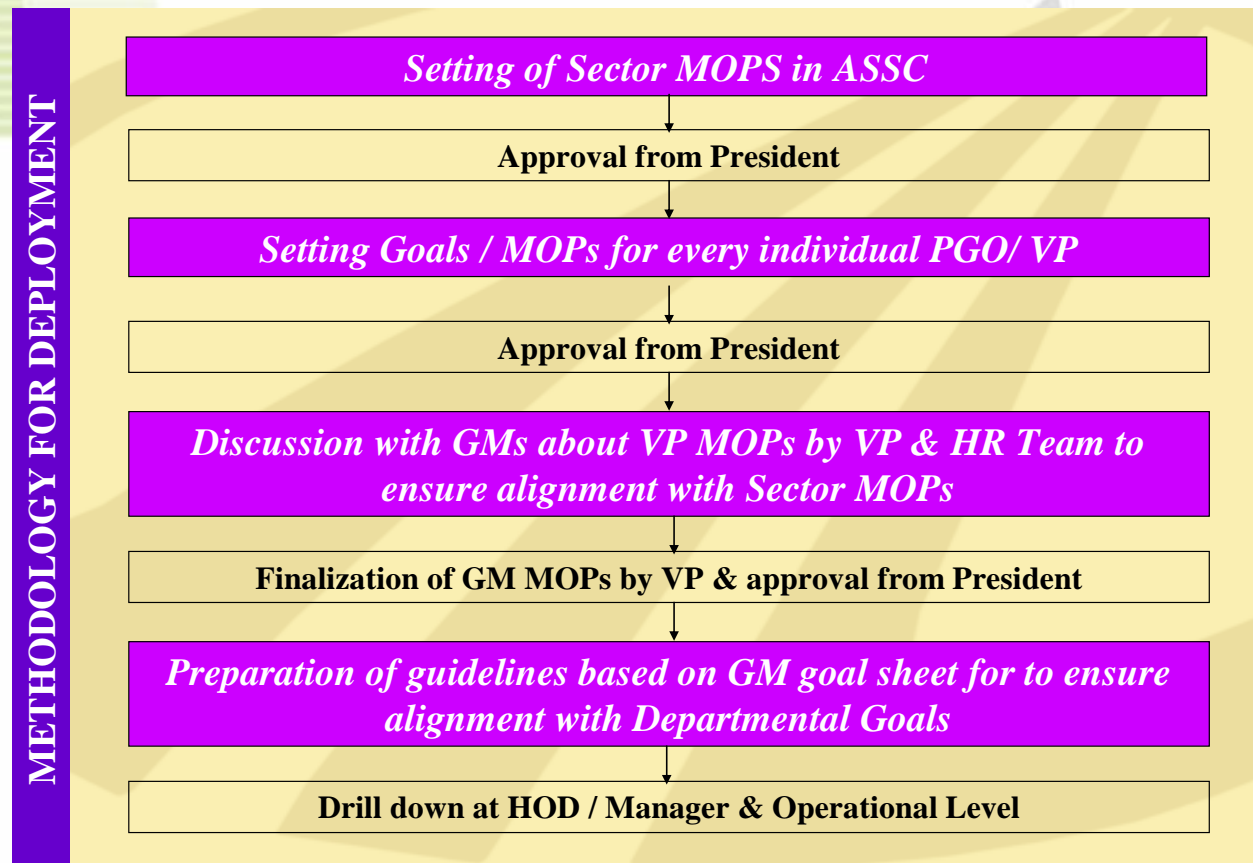 METHODOLOGY FOR DEPLOYMENT
Setting of Sector MOPS in ASSC
Approval from President
Setting Goals / MOPs for every individual PGO/ VP
Approval from President
Discussion with GMs about VP MOPs by VP & HR Team to
ensure alignment with Sector MOPs
Finalization of GM MOPs by VP & approval from President
Preparation of guidelines based on GM goal sheet for to ensure
alignment with Departmental Goals
Drill down at HOD / Manager & Operational Level